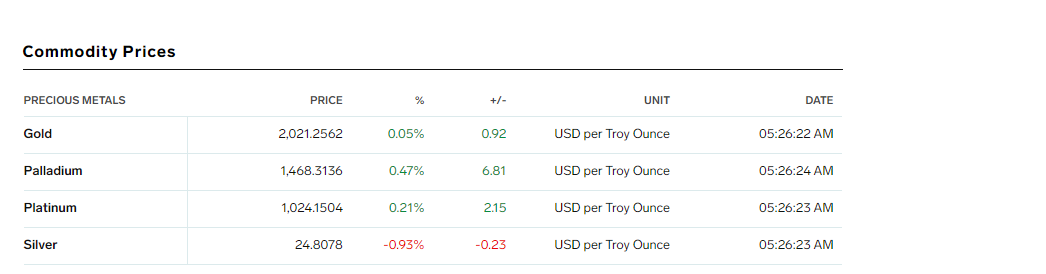 Commodity Prices
PRECIOUS METALS PRICE % +/- UNIT DATE
Gold 2,021.2562 0.05% 0.92 USD per Troy Ounce 05:26:22 AM
Palladium 1,468.3136 0.47% 6.81 USD per Troy Ounce 05:26:24 AM
Platinum 1,024.1504 0.21% 2.15 USD per Troy Ounce 05:26:23 AM
Silver 24.8078 -0.93% -0.23 USD per Troy Ounce 05:26:23 AM